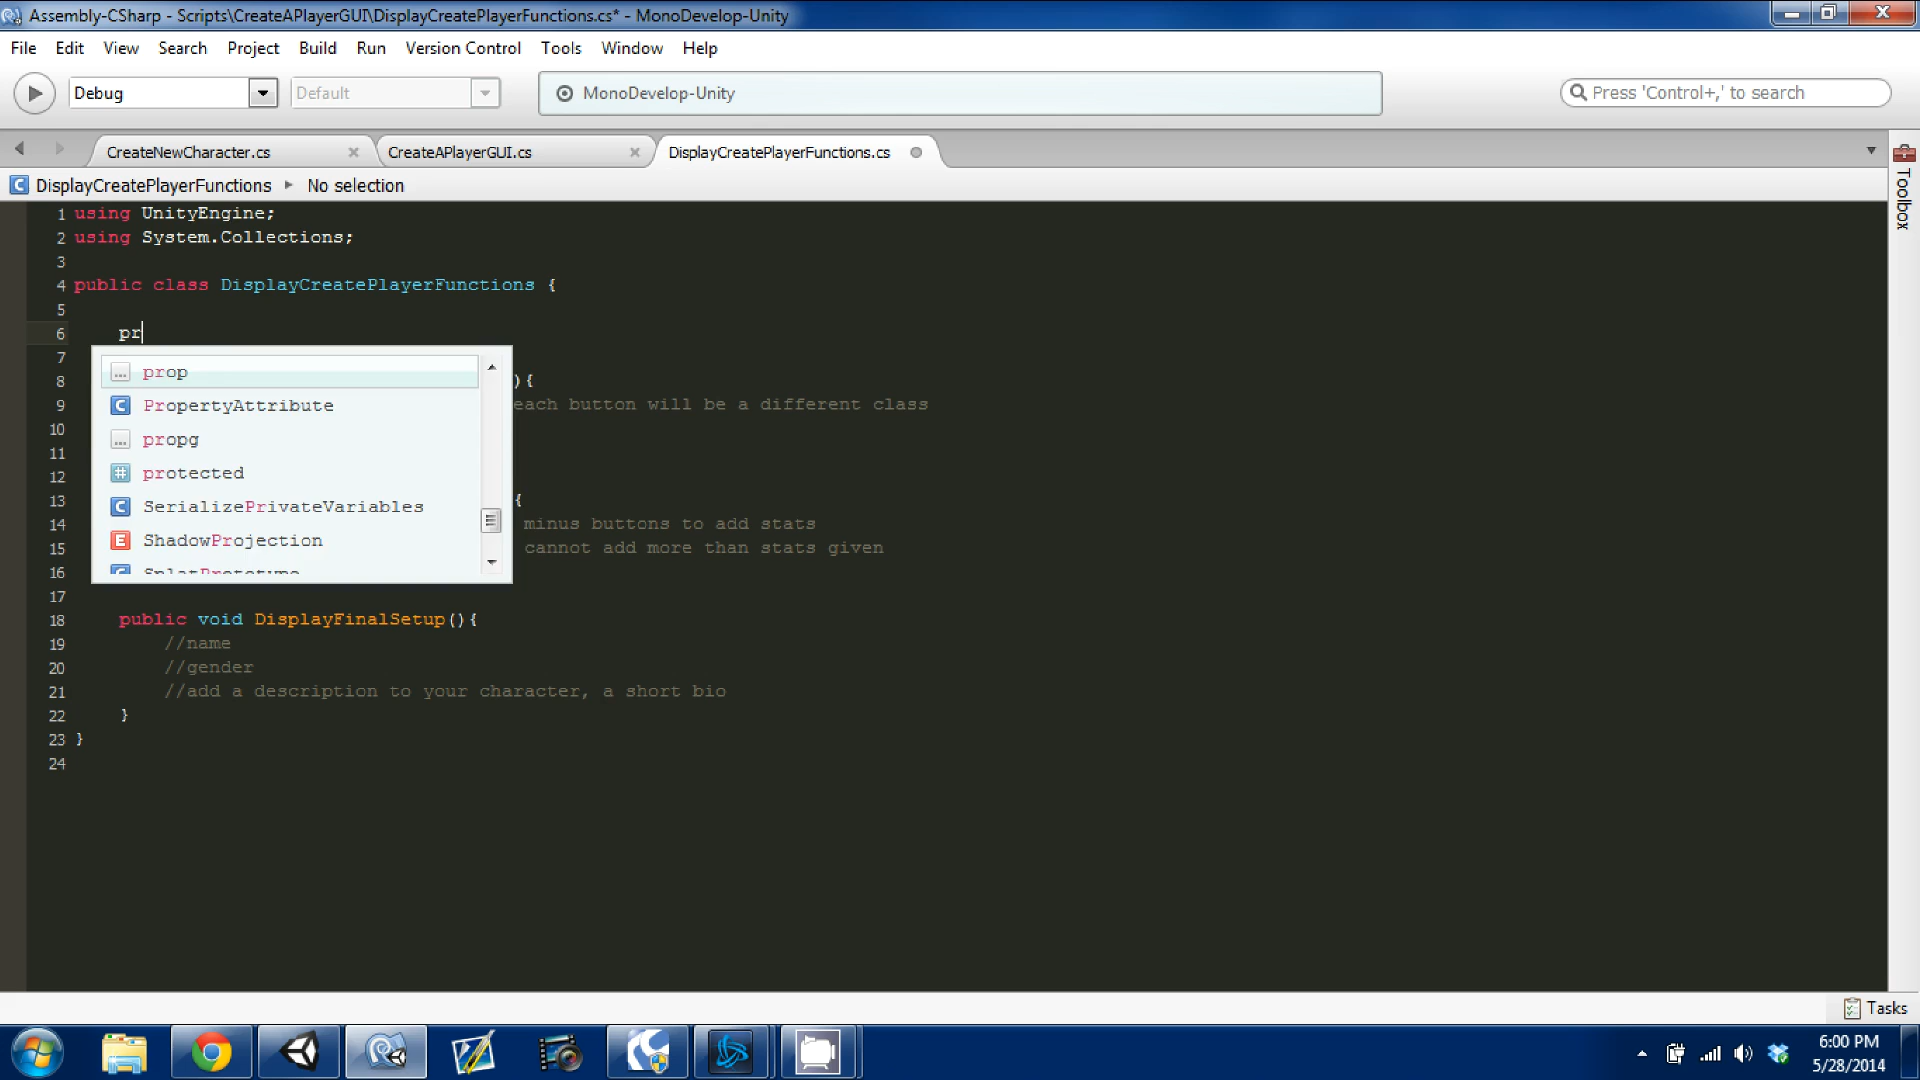 Assembly-CSharp - Scripts\CreateAPlayerGUI\DisplayCreatePlayerFunctions.cs* - MonoDevelop-Unity
File Edit View Search Project Build Run Version Control Tools Window Help
Debug Default MonoDevelop-Unity Press 'Control+,' to search
CreateNewCharacter.cs CreateAPlayerGUI.cs DisplayCreatePlayerFunctions.cs
Toolbox
DisplayCreatePlayerFunctions No selection
1 using UnityEngine;
2 using System.Collections;
3
4 public class DisplayCreatePlayerFunctions {
5
6 pr
7
prop
8 ){
PropertyAttribute
9 each button will be a different class
10
propg
11
protected
12
SerializePrivateVariables
13 {
14 minus buttons to add stats
ShadowProjection
15 cannot add more than stats given
16
SplatPrototype
17
18 public void DisplayFinalSetup(){
19 //name
20 //gender
21 //add a description to your character, a short bio
22 }
23 }
24
Tasks
6:00 PM
5/28/2014